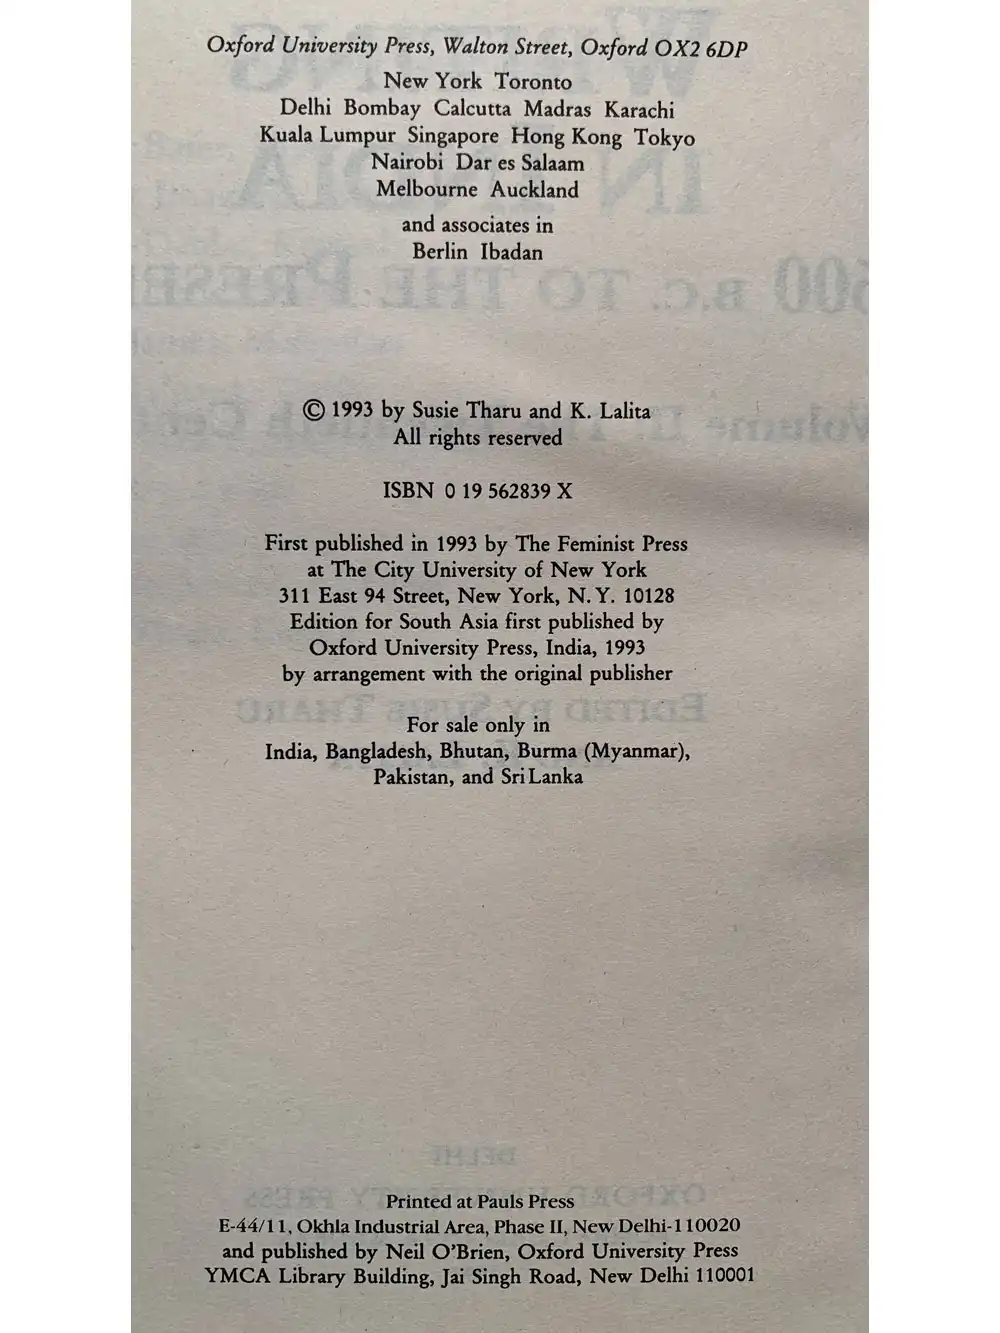 Oxford University Press, Walton Street, Oxford OX2 6DP
New York Toronto
Delhi Bombay Calcutta Madras Karachi
Kuala Lumpur Singapore Hong Kong Tokyo
Nairobi Dar es Salaam
Melbourne Auckland
and associates in
Berlin Ibadan
© 1993 by Susie Tharu and K. Lalita
All rights reserved
ISBN 0 19 562839 X
First published in 1993 by The Feminist Press
at The City University of New York
311 East 94 Street, New York, N.Y. 10128
Edition for South Asia first published by
Oxford University Press, India, 1993
by arrangement with the original publisher
For sale only in
India, Bangladesh, Bhutan, Burma (Myanmar),
Pakistan, and Sri Lanka
Printed at Pauls Press
E-44/11, Okhla Industrial Area, Phase II, New Delhi-110020
and published by Neil O'Brien, Oxford University Press
YMCA Library Building, Jai Singh Road, New Delhi 110001